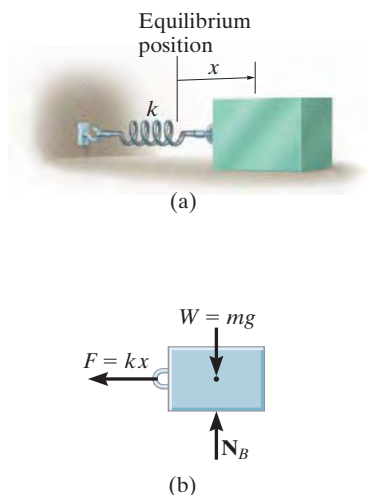 Equilibrium
position
x
k
(a)
W = mg
F = kx
N_B
(b)